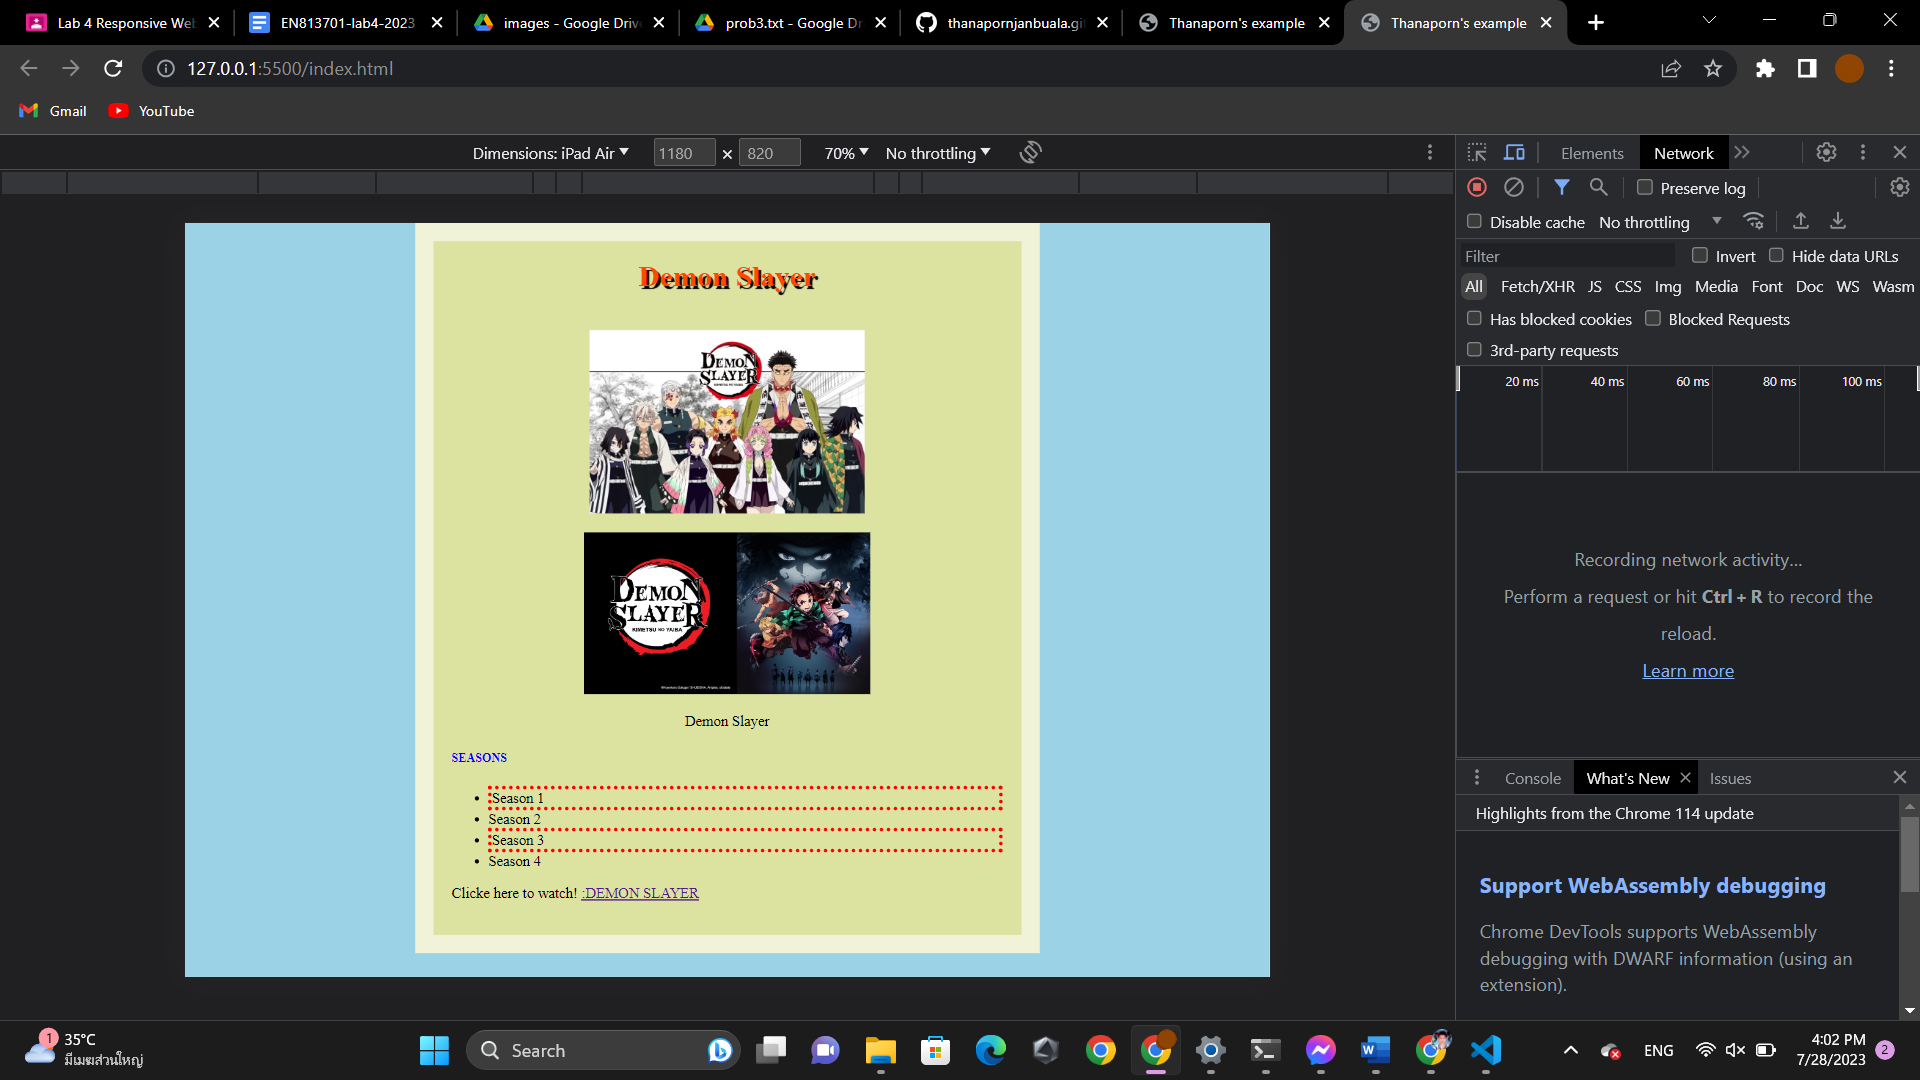 Lab 4 Responsive Web
EN813701-lab4-2023
images - Google Drive
prob3.txt - Google Dr
thanapornjanbuala.git
Thanaporn's example
Thanaporn's example
127.0.0.1:5500/index.html
Gmail
YouTube
Dimensions: iPad Air
1180 × 820
70%
No throttling
Elements
Network
Preserve log
Disable cache
No throttling
Filter
Invert
Hide data URLs
All Fetch/XHR JS CSS Img Media Font Doc WS Wasm
Has blocked cookies
Blocked Requests
3rd-party requests
20 ms 40 ms 60 ms 80 ms 100 ms
Recording network activity...
Perform a request or hit Ctrl + R to record the
reload.
Learn more
Demon Slayer
DEMON
SLAYER
KIMETSU NO YAIBA
DEMON
SLAYER
KIMETSU NO YAIBA
Demon Slayer
SEASONS
• Season 1
• Season 2
• Season 3
• Season 4
Clicke here to watch! :DEMON SLAYER
Console
What's New
Issues
Highlights from the Chrome 114 update
Support WebAssembly debugging
Chrome DevTools supports WebAssembly
debugging with DWARF information (using an
extension).
1
35°C
มีเมฆส่วนใหญ่
Search
ENG
4:02 PM
7/28/2023
2